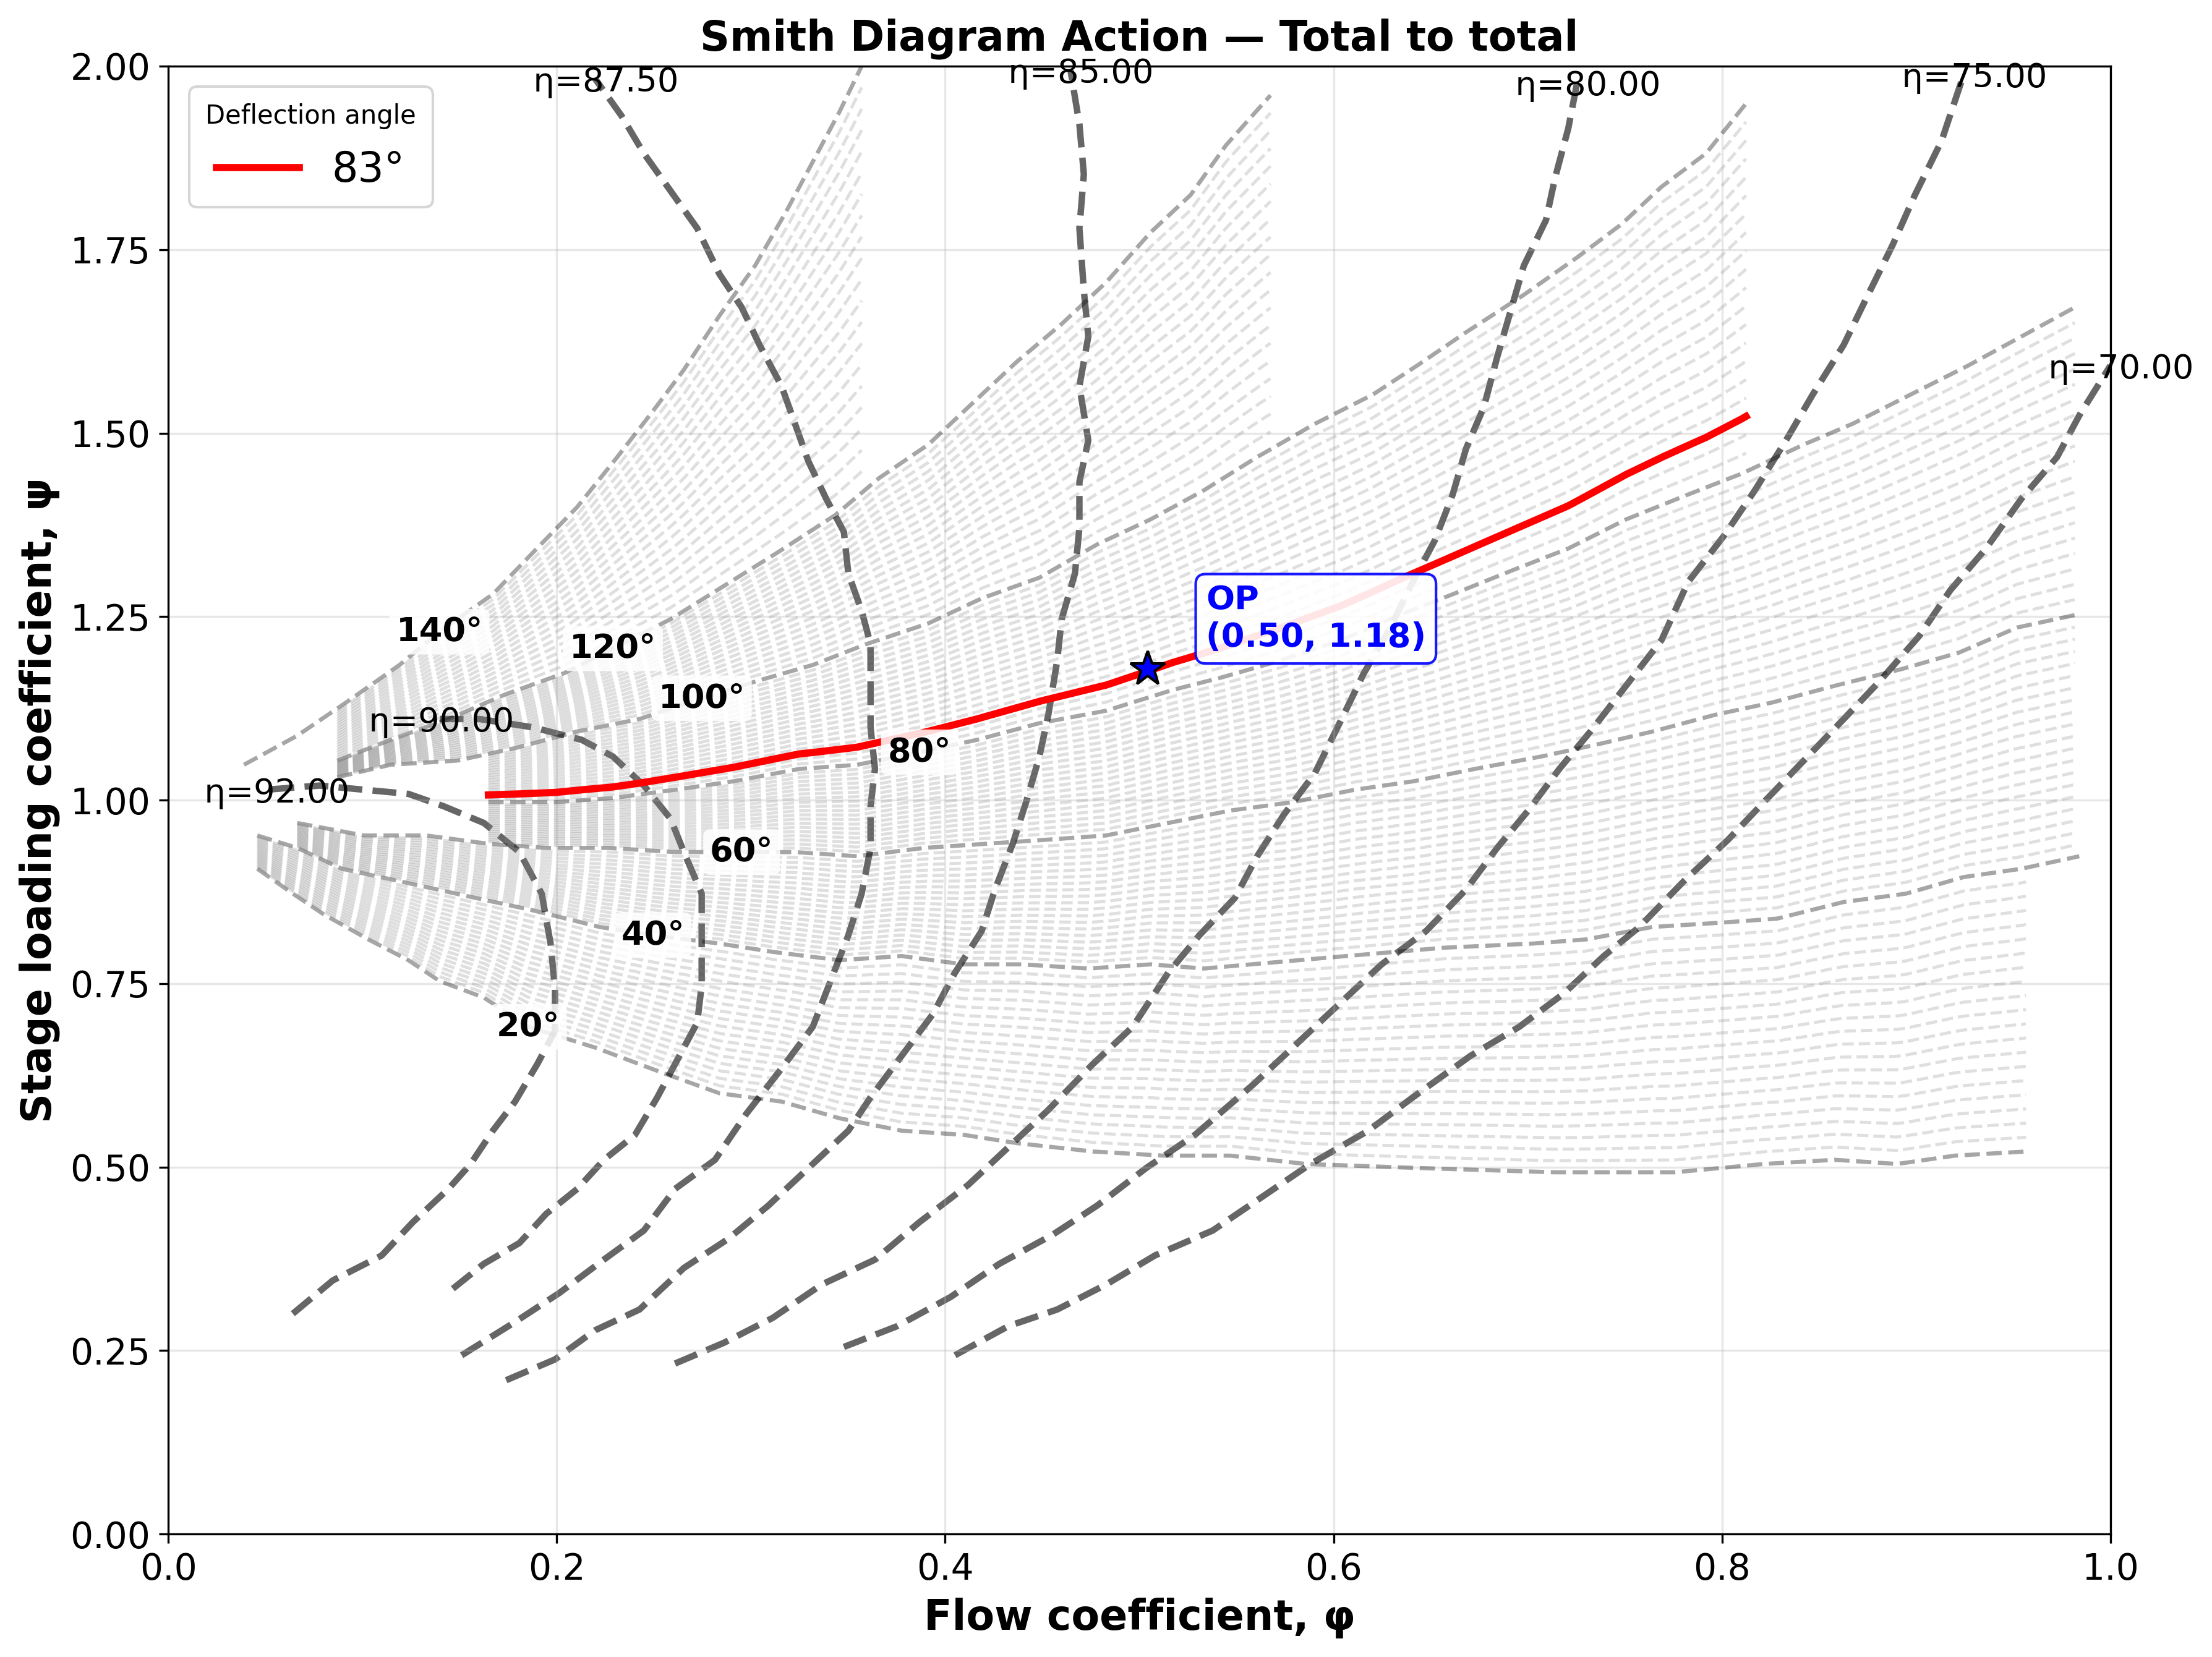 Smith Diagram Action — Total to total
2.00
1.75
1.50
1.25
1.00
0.75
0.50
0.25
0.00
Stage loading coefficient, ψ
Deflection angle
83°
η=87.50
η=85.00
η=80.00
η=75.00
η=70.00
OP
(0.50, 1.18)
140°
120°
100°
η=90.00
80°
η=92.00
60°
40°
20°
0.0
0.2
0.4
0.6
0.8
1.0
Flow coefficient, φ